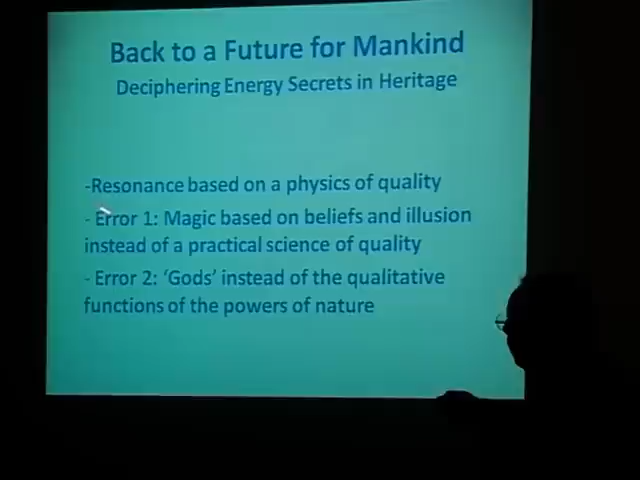 Back to a Future for Mankind
Deciphering Energy Secrets in Heritage
-Resonance based on a physics of quality
- Error 1: Magic based on beliefs and illusion
instead of a practical science of quality
- Error 2: ‘Gods’ instead of the qualitative
functions of the powers of nature